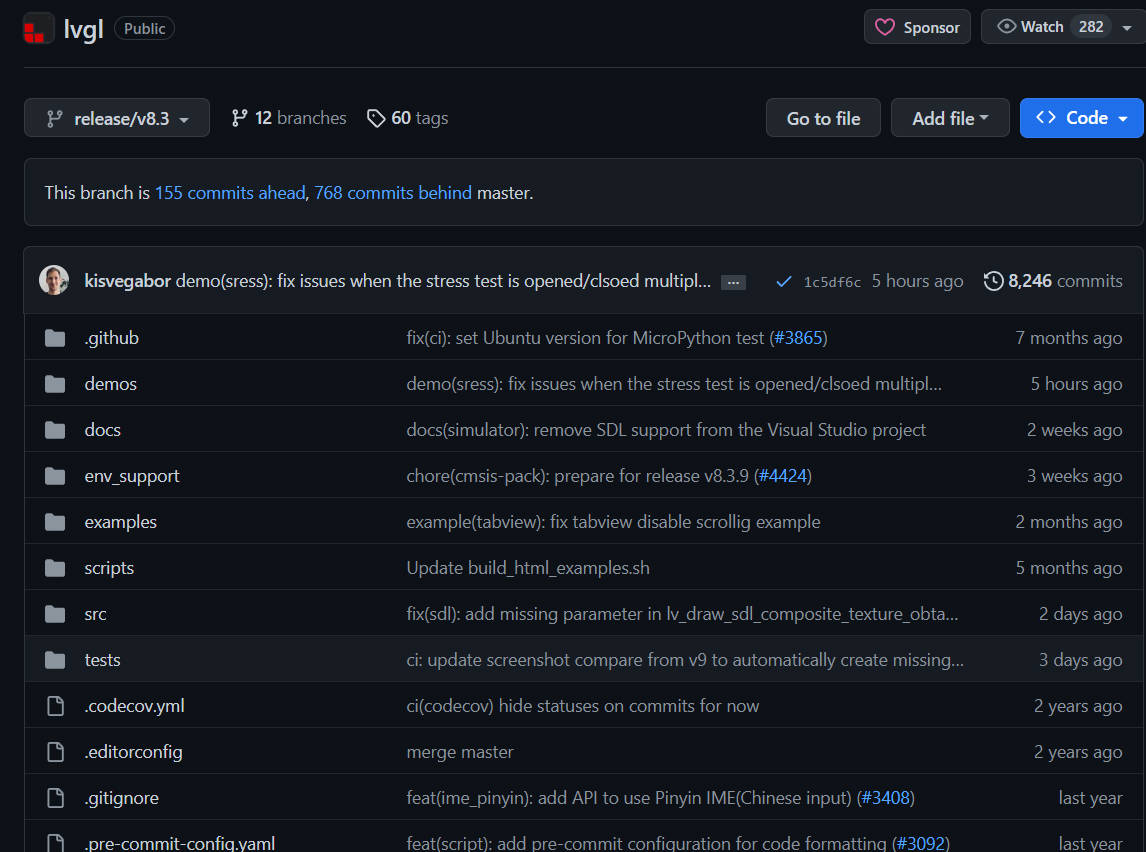 lvgl Public Sponsor Watch 282
release/v8.3 12 branches 60 tags Go to file Add file Code
This branch is 155 commits ahead, 768 commits behind master.
kisvegabor demo(sress): fix issues when the stress test is opened/clsoed multipl... ... 1c5df6c 5 hours ago 8,246 commits
.github fix(ci): set Ubuntu version for MicroPython test (#3865) 7 months ago
demos demo(sress): fix issues when the stress test is opened/clsoed multipl... 5 hours ago
docs docs(simulator): remove SDL support from the Visual Studio project 2 weeks ago
env_support chore(cmsis-pack): prepare for release v8.3.9 (#4424) 3 weeks ago
examples example(tabview): fix tabview disable scrollig example 2 months ago
scripts Update build_html_examples.sh 5 months ago
src fix(sdl): add missing parameter in lv_draw_sdl_composite_texture_obta... 2 days ago
tests ci: update screenshot compare from v9 to automatically create missing... 3 days ago
.codecov.yml ci(codecov) hide statuses on commits for now 2 years ago
.editorconfig merge master 2 years ago
.gitignore feat(ime_pinyin): add API to use Pinyin IME(Chinese input) (#3408) last year
.pre-commit-config.yaml feat(script): add pre-commit configuration for code formatting (#3092) last year